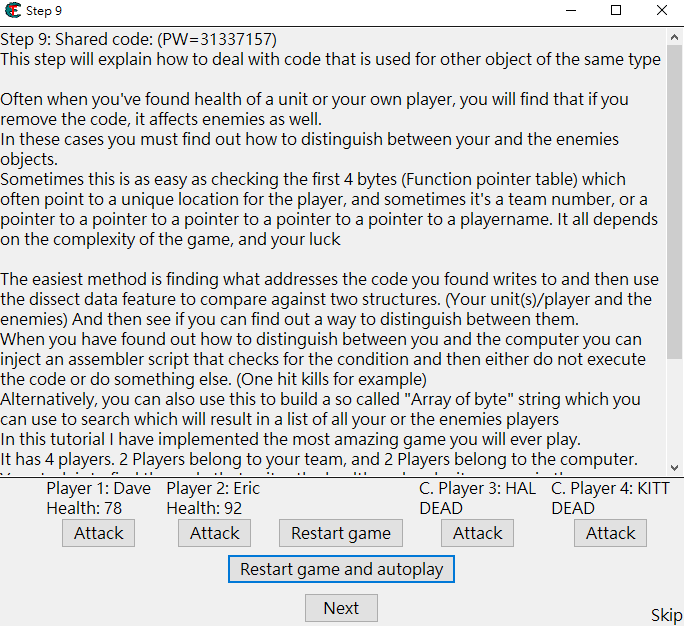 Step 9
Step 9: Shared code: (PW=31337157)
This step will explain how to deal with code that is used for other object of the same type
Often when you've found health of a unit or your own player, you will find that if you
remove the code, it affects enemies as well.
In these cases you must find out how to distinguish between your and the enemies
objects.
Sometimes this is as easy as checking the first 4 bytes (Function pointer table) which
often point to a unique location for the player, and sometimes it's a team number, or a
pointer to a pointer to a pointer to a pointer to a pointer to a playername. It all depends
on the complexity of the game, and your luck
The easiest method is finding what addresses the code you found writes to and then use
the dissect data feature to compare against two structures. (Your unit(s)/player and the
enemies) And then see if you can find out a way to distinguish between them.
When you have found out how to distinguish between you and the computer you can
inject an assembler script that checks for the condition and then either do not execute
the code or do something else. (One hit kills for example)
Alternatively, you can also use this to build a so called "Array of byte" string which you
can use to search which will result in a list of all your or the enemies players
In this tutorial I have implemented the most amazing game you will ever play.
It has 4 players. 2 Players belong to your team, and 2 Players belong to the computer.
Player 1: Dave Player 2: Eric C. Player 3: HAL C. Player 4: KITT
Health: 78 Health: 92 DEAD DEAD
Attack Attack Restart game Attack Attack
Restart game and autoplay
Next
Skip